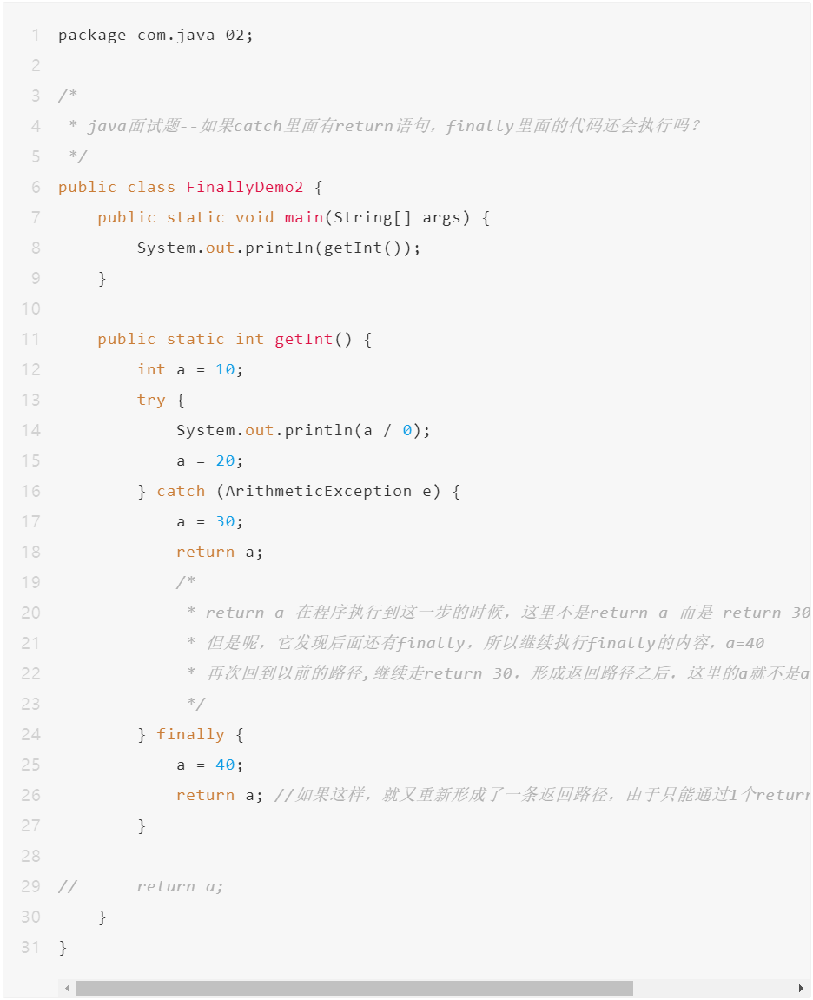 1 package com.java_02;
2
3 /*
4  * java面试题--如果catch里面有return语句，finally里面的代码还会执行吗？
5  */
6 public class FinallyDemo2 {
7     public static void main(String[] args) {
8         System.out.println(getInt());
9     }
10
11     public static int getInt() {
12         int a = 10;
13         try {
14             System.out.println(a / 0);
15             a = 20;
16         } catch (ArithmeticException e) {
17             a = 30;
18             return a;
19             /*
20              * return a 在程序执行到这一步的时候，这里不是return a 而是 return 30
21              * 但是呢，它发现后面还有finally，所以继续执行finally的内容，a=40
22              * 再次回到以前的路径,继续走return 30，形成返回路径之后，这里的a就不是a
23              */
24         } finally {
25             a = 40;
26             return a; //如果这样，就又重新形成了一条返回路径，由于只能通过1个return
27         }
28
29 //      return a;
30     }
31 }